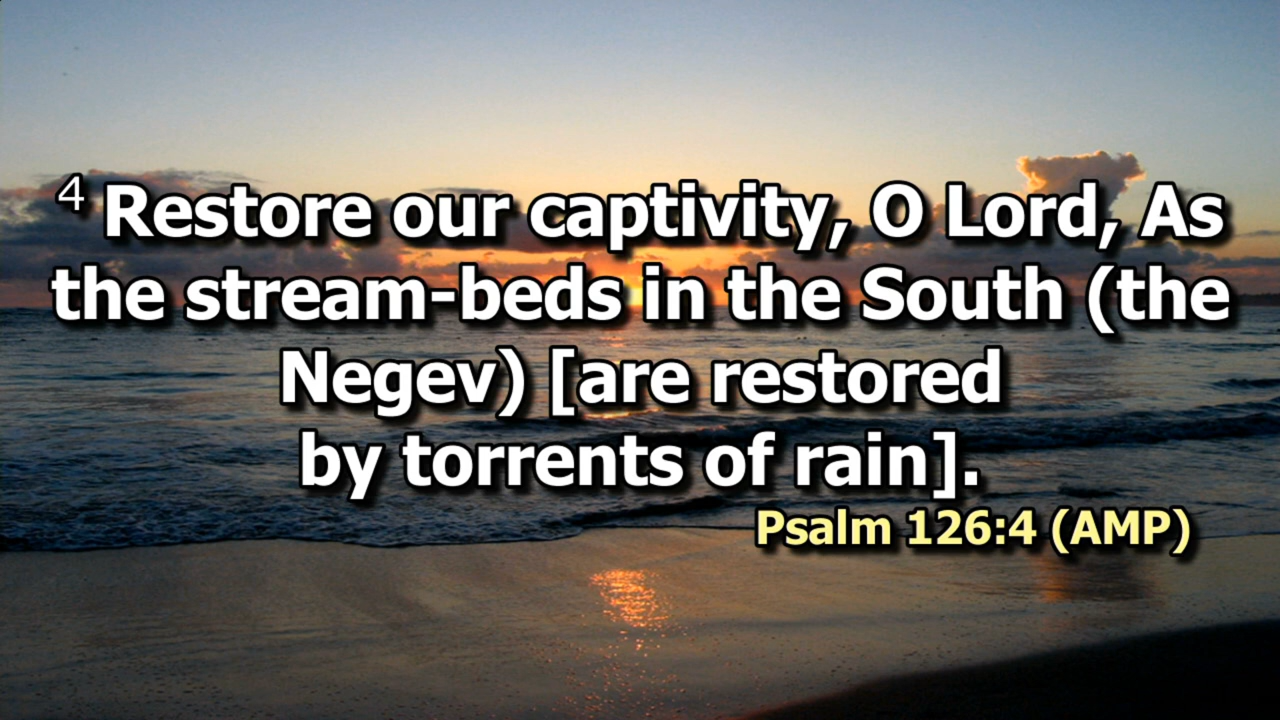 4 Restore our captivity, O Lord, As
the stream-beds in the South (the
Negev) [are restored
by torrents of rain].
Psalm 126:4 (AMP)